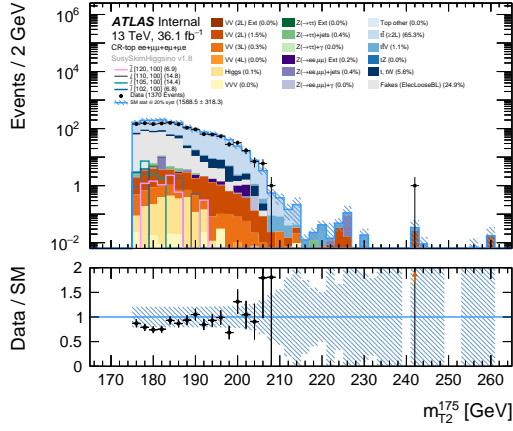 Events / 2 GeV
10⁶
10⁴
10²
1
10⁻²
ATLAS Internal
13 TeV, 36.1 fb⁻¹
CR-top ee+μμ+eμ+μe
SusySkimHiggsino v1.8
[120, 100] (6.9)
[110, 100] (14.8)
[105, 100] (14.4)
[102, 100] (6.8)
Data (1370 Events)
SM stat ⊕ 20% syst (1588.5 ± 318.3)
VV (2L) Ext (0.0%)
VV (2L) (1.5%)
VV (3L) (0.3%)
VV (4L) (0.0%)
Higgs (0.1%)
VVV (0.0%)
Z(→ττ) Ext (0.0%)
Z(→ττ)+jets (0.4%)
Z(→ττ)+γ (0.0%)
Z(→ee,μμ) Ext (0.2%)
Z(→ee,μμ)+jets (0.4%)
Z(→ee,μμ)+γ (0.0%)
Top other (0.0%)
tt̄ (≥2L) (65.3%)
tt̄V (1.1%)
tZ (0.0%)
t, tW (5.6%)
Fakes (ElecLooseBL) (24.9%)
Data / SM
2
1.5
1
0.5
0
170 180 190 200 210 220 230 240 250 260
m_T2^175 [GeV]